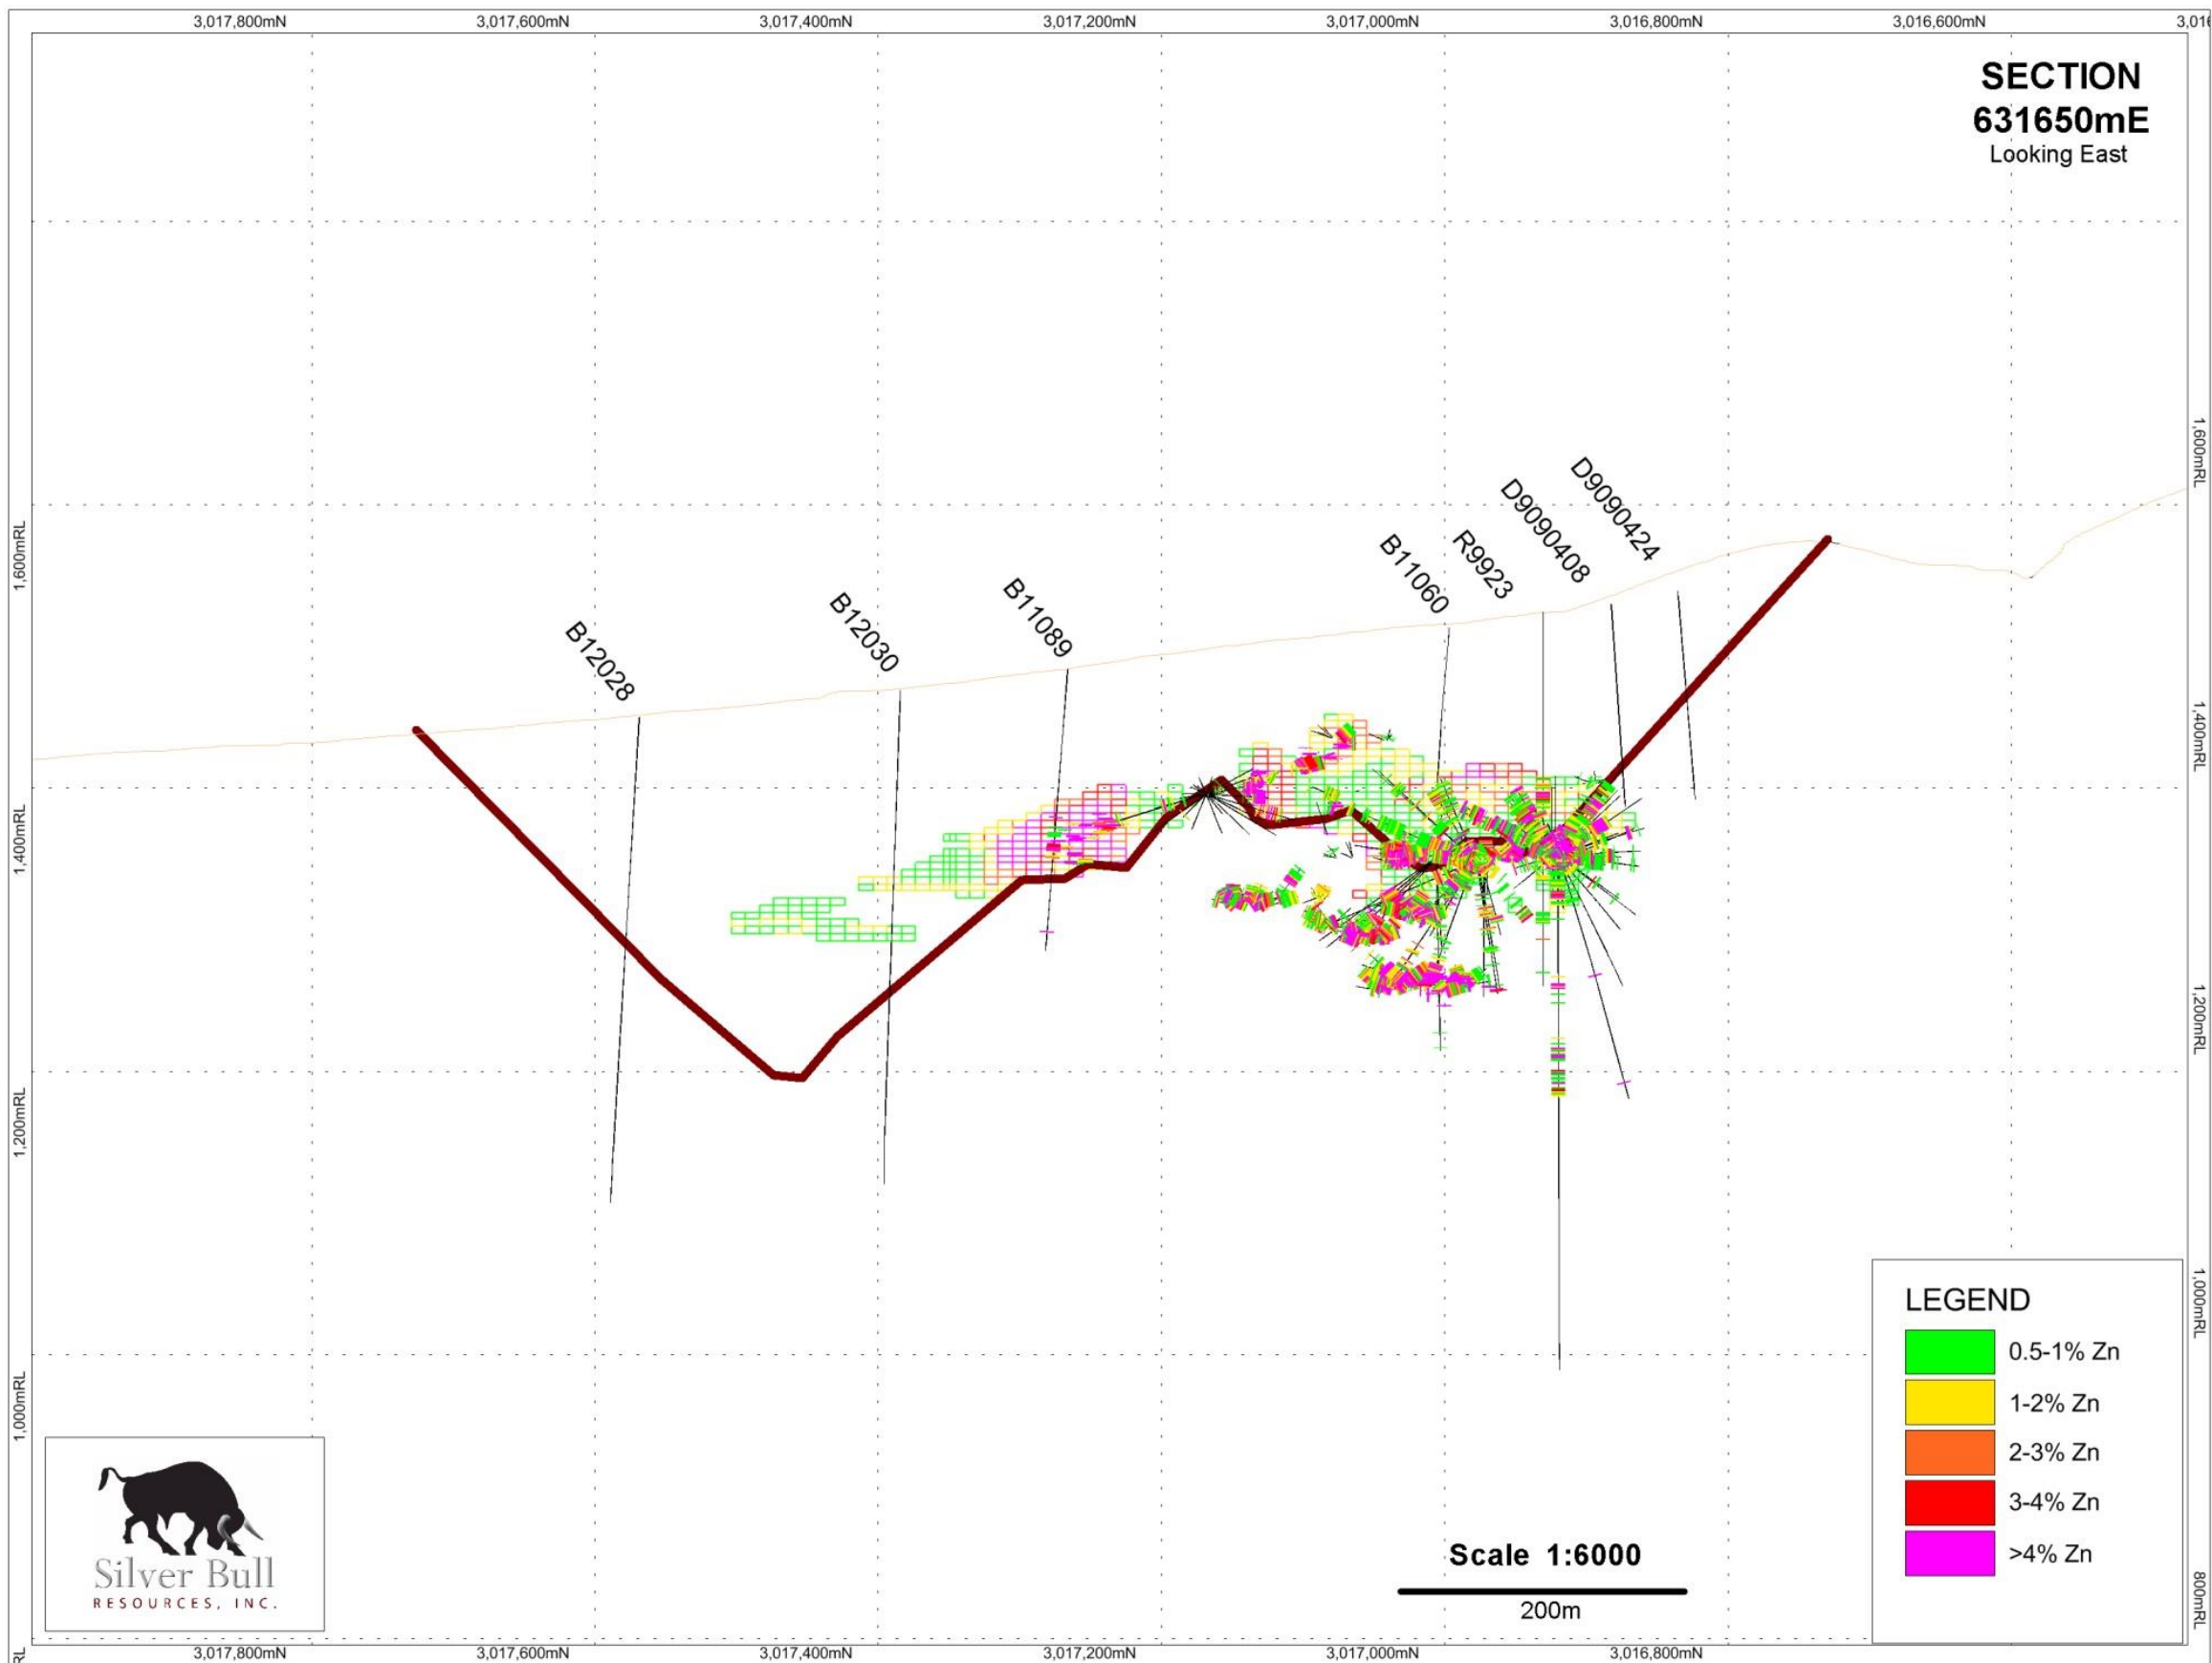 3,017,800mN
3,017,600mN
3,017,400mN
3,017,200mN
3,017,000mN
3,016,800mN
3,016,600mN
3,016
SECTION
631650mE
Looking East
1,600mRL
1,600mRL
1,400mRL
1,400mRL
1,200mRL
1,200mRL
1,000mRL
1,000mRL
800mRL
RL
B12028
B12030
B11089
B11060
R9923
D9090408
D9090424
LEGEND
0.5-1% Zn
1-2% Zn
2-3% Zn
3-4% Zn
>4% Zn
Scale 1:6000
200m
Silver Bull
RESOURCES, INC.
3,017,800mN
3,017,600mN
3,017,400mN
3,017,200mN
3,017,000mN
3,016,800mN